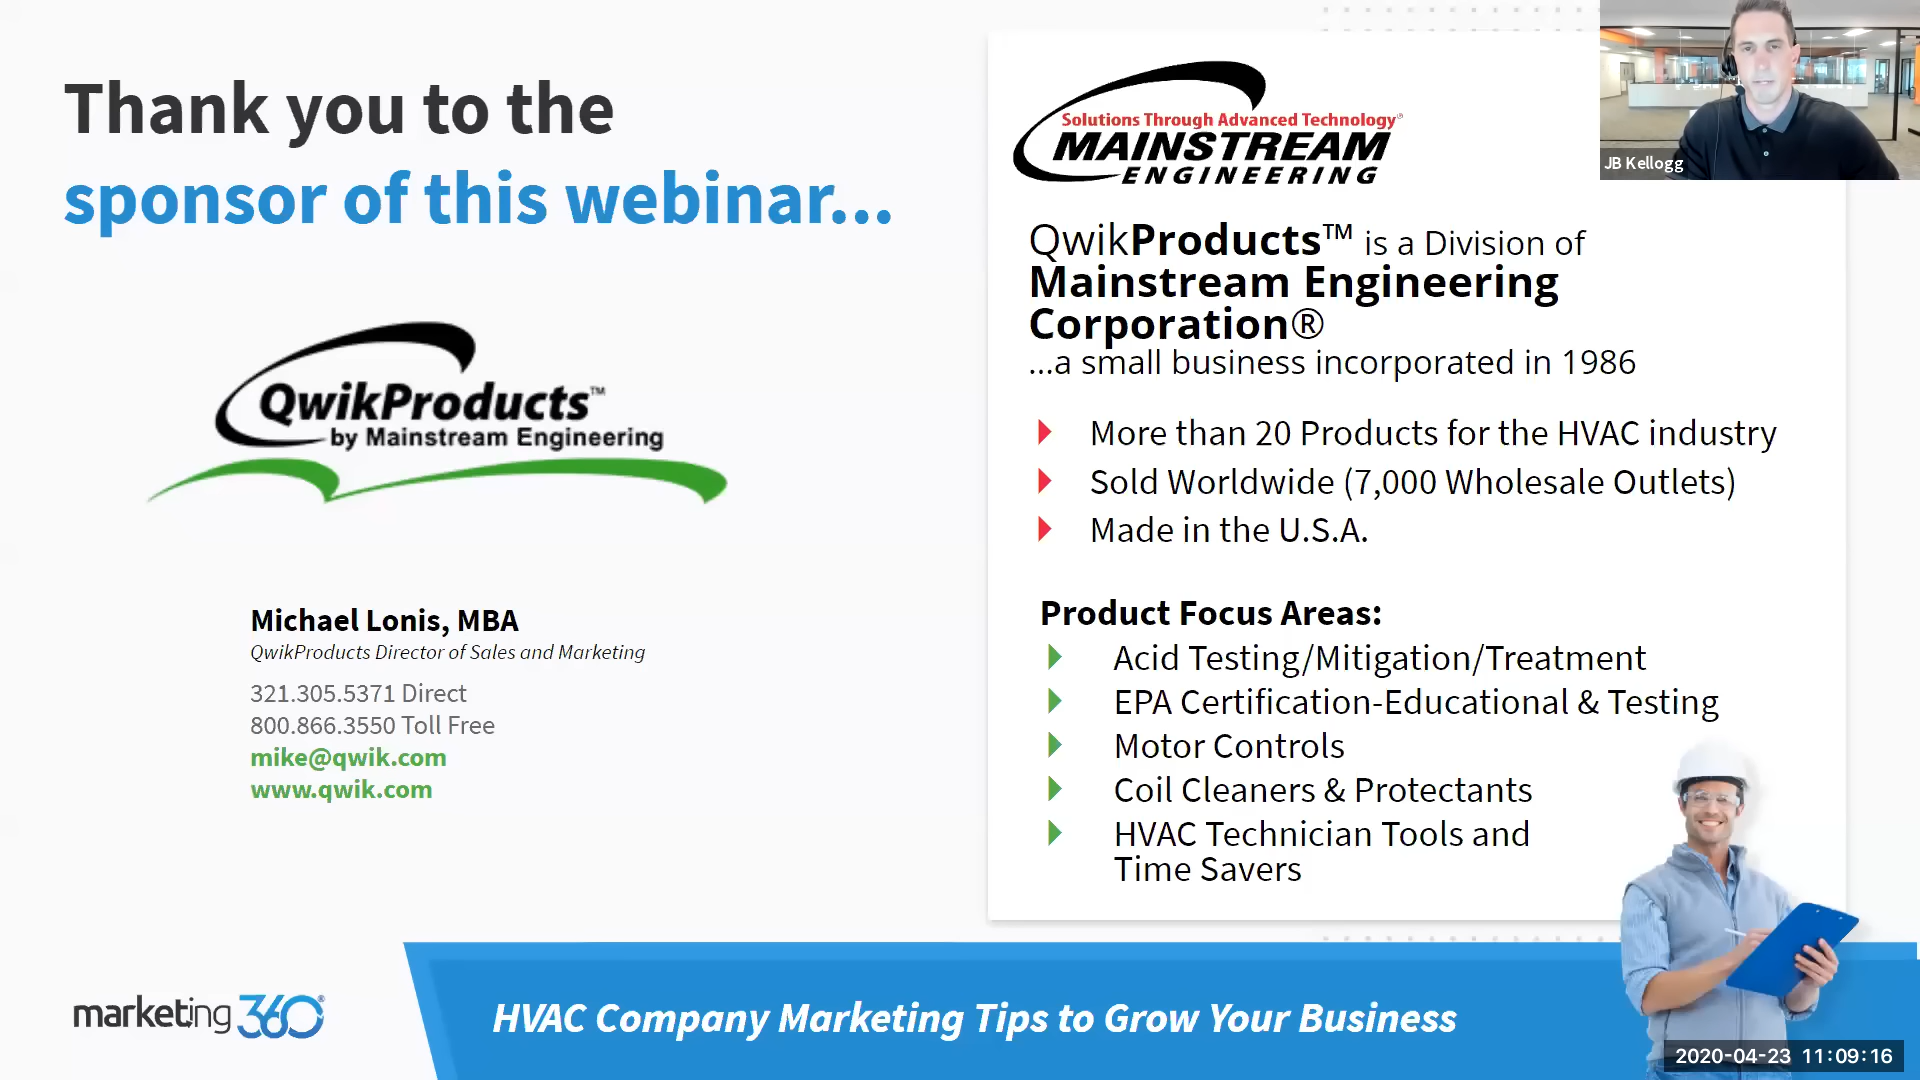 Thank you to the
sponsor of this webinar...
QwikProducts™
by Mainstream Engineering
Michael Lonis, MBA
QwikProducts Director of Sales and Marketing
321.305.5371 Direct
800.866.3550 Toll Free
mike@qwik.com
www.qwik.com
Solutions Through Advanced Technology®
MAINSTREAM
ENGINEERING
QwikProducts™ is a Division of
Mainstream Engineering
Corporation®
...a small business incorporated in 1986
More than 20 Products for the HVAC industry
Sold Worldwide (7,000 Wholesale Outlets)
Made in the U.S.A.
Product Focus Areas:
Acid Testing/Mitigation/Treatment
EPA Certification-Educational & Testing
Motor Controls
Coil Cleaners & Protectants
HVAC Technician Tools and
Time Savers
JB Kellogg
marketing 360®
HVAC Company Marketing Tips to Grow Your Business
2020-04-23 11:09:16